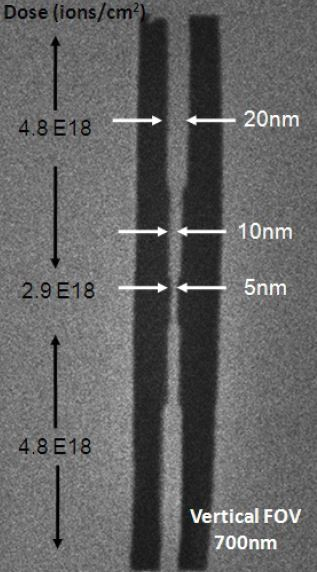 Dose (ions/cm²)
4.8 E18
20nm
10nm
2.9 E18
5nm
4.8 E18
Vertical FOV
700nm